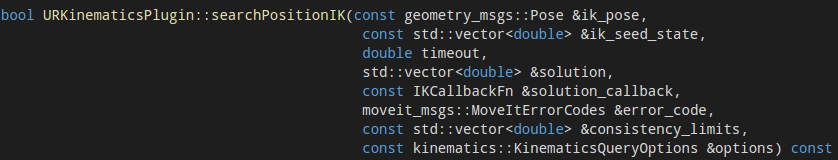 bool URKinematicsPlugin::searchPositionIK(const geometry_msgs::Pose &ik_pose,
const std::vector<double> &ik_seed_state,
double timeout,
std::vector<double> &solution,
const IKCallbackFn &solution_callback,
moveit_msgs::MoveItErrorCodes &error_code,
const std::vector<double> &consistency_limits,
const kinematics::KinematicsQueryOptions &options) const